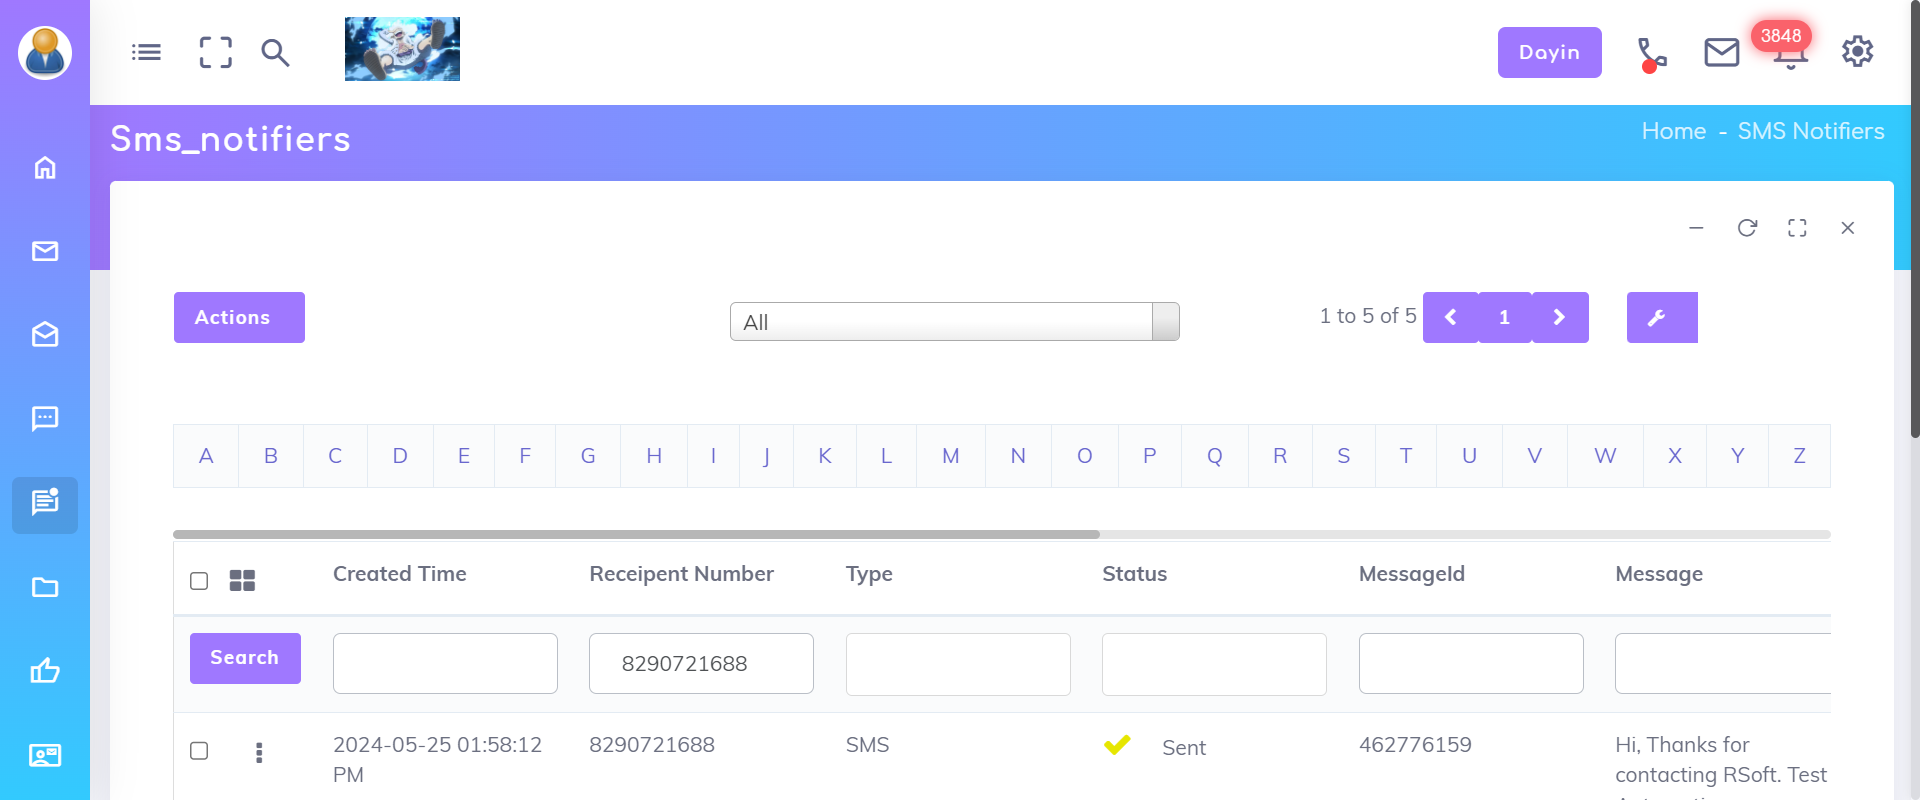 Dayin
3848
Sms_notifiers
Home - SMS Notifiers
Actions
All
1 to 5 of 5
1
A B C D E F G H I J K L M N O P Q R S T U V W X Y Z
Created Time Receipent Number Type Status MessageId Message
Search
8290721688
2024-05-25 01:58:12 8290721688 SMS Sent 462776159 Hi, Thanks for
PM contacting RSoft. Test